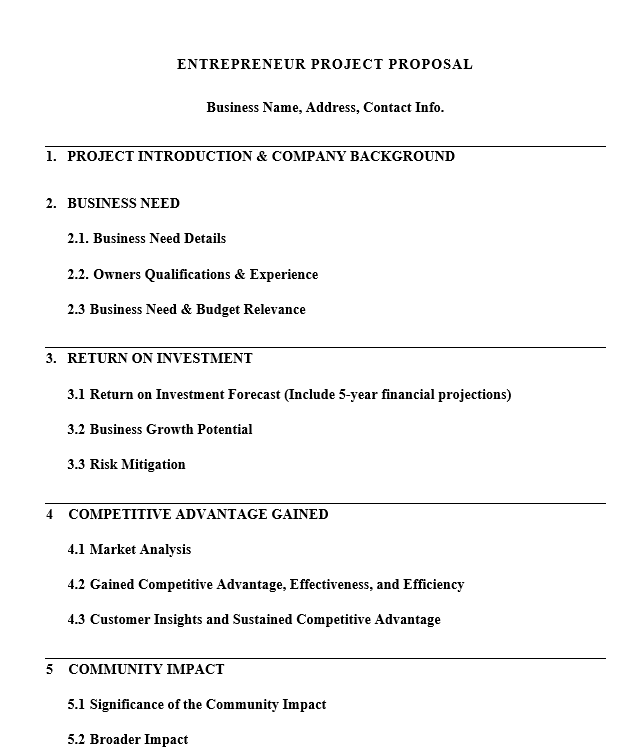 ENTREPRENEUR PROJECT PROPOSAL
Business Name, Address, Contact Info.
1. PROJECT INTRODUCTION & COMPANY BACKGROUND
2. BUSINESS NEED
2.1. Business Need Details
2.2. Owners Qualifications & Experience
2.3 Business Need & Budget Relevance
3. RETURN ON INVESTMENT
3.1 Return on Investment Forecast (Include 5-year financial projections)
3.2 Business Growth Potential
3.3 Risk Mitigation
4 COMPETITIVE ADVANTAGE GAINED
4.1 Market Analysis
4.2 Gained Competitive Advantage, Effectiveness, and Efficiency
4.3 Customer Insights and Sustained Competitive Advantage
5 COMMUNITY IMPACT
5.1 Significance of the Community Impact
5.2 Broader Impact